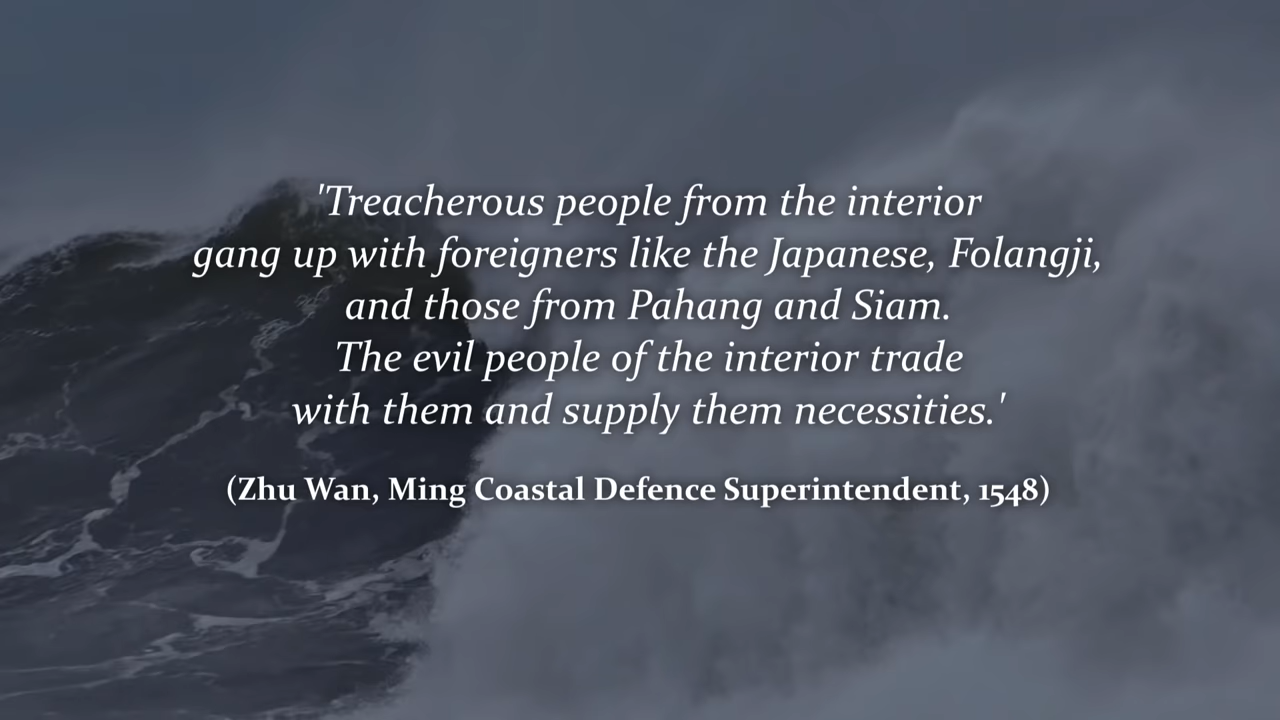 'Treacherous people from the interior
gang up with foreigners like the Japanese, Folangji,
and those from Pahang and Siam.
The evil people of the interior trade
with them and supply them necessities.'
(Zhu Wan, Ming Coastal Defence Superintendent, 1548)